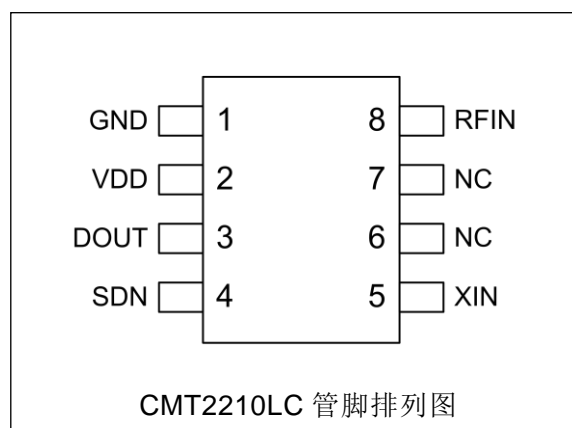 GND 1 8 RFIN
VDD 2 7 NC
DOUT 3 6 NC
SDN 4 5 XIN
CMT2210LC 管脚排列图